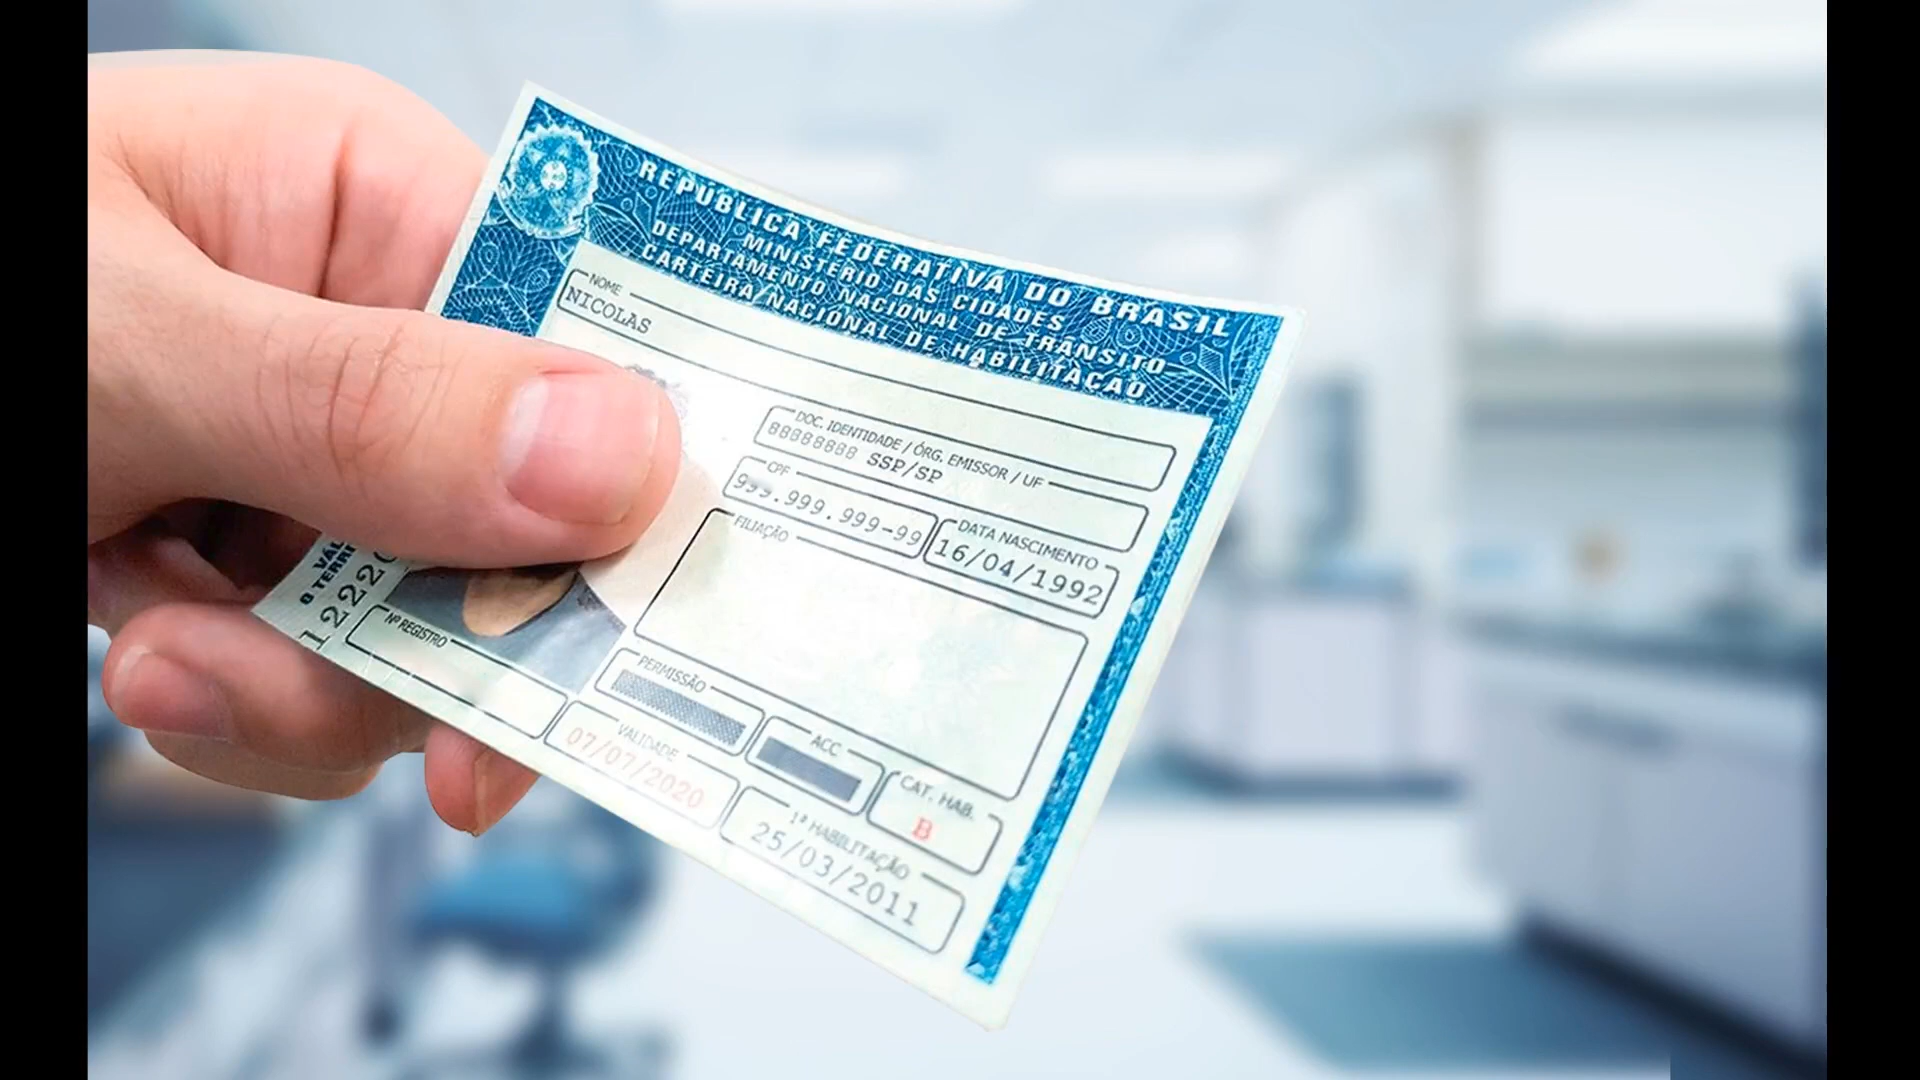 REPÚBLICA FEDERATIVA DO BRASIL
MINISTÉRIO DAS CIDADES
DEPARTAMENTO NACIONAL DE TRÂNSITO
CARTEIRA NACIONAL DE HABILITAÇÃO
NOME
NICOLAS
DOC. IDENTIDADE / ÓRG. EMISSOR / UF
88888888 SSP/SP
CPF
999.999.999-99
DATA NASCIMENTO
16/04/1992
FILIAÇÃO
PERMISSÃO
ACC
CAT. HAB.
B
Nº REGISTRO
VALIDADE
07/07/2020
1ª HABILITAÇÃO
25/03/2011